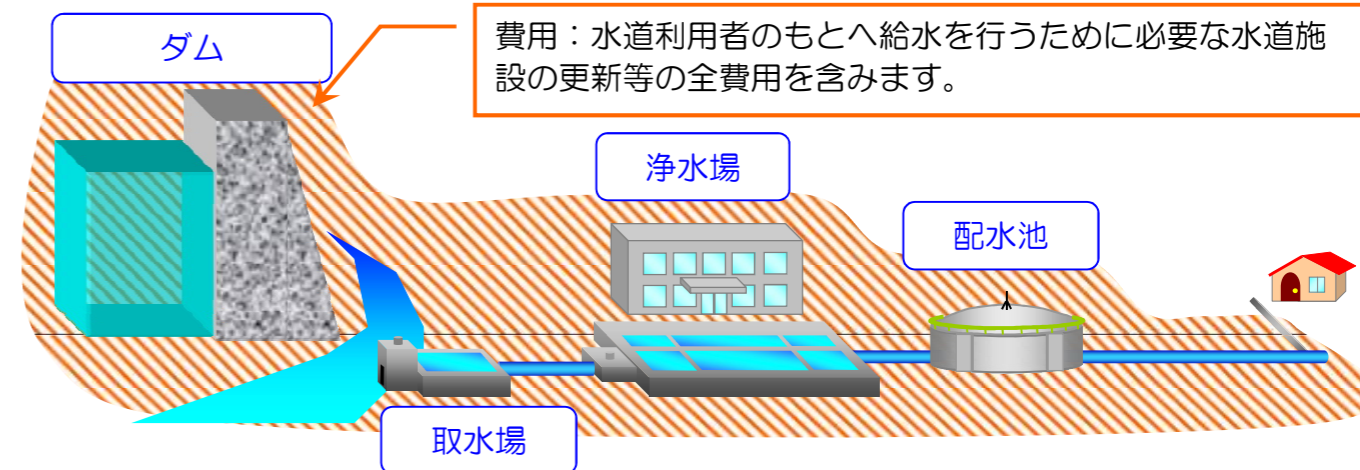 ダム
費用：水道利用者のもとへ給水を行うために必要な水道施
設の更新等の全費用を含みます。
浄水場
配水池
取水場